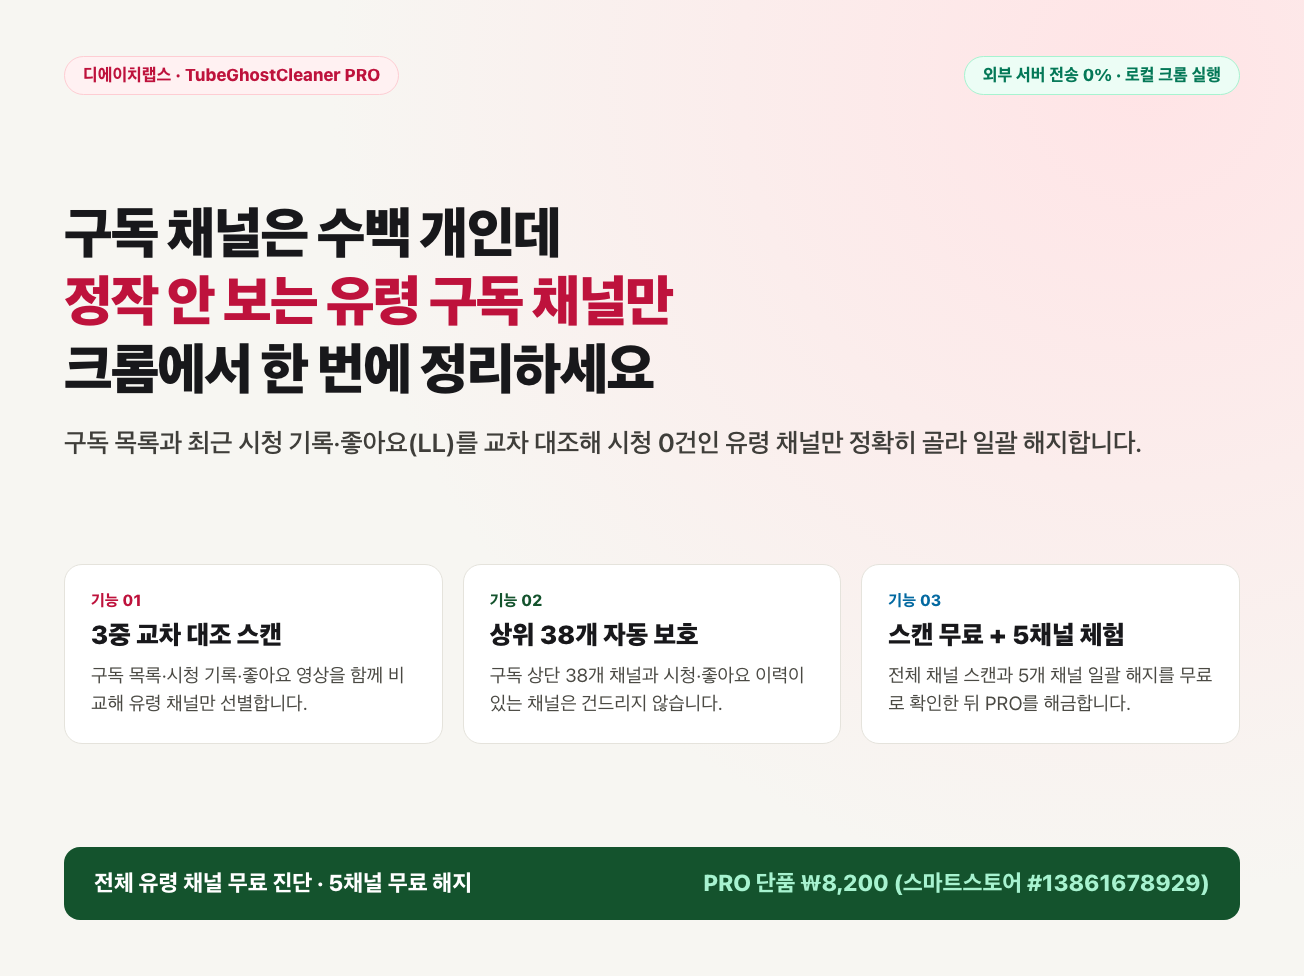 디에이치랩스 · TubeGhostCleaner PRO
외부 서버 전송 0% · 로컬 크롬 실행
구독 채널은 수백 개인데
정작 안 보는 유령 구독 채널만
크롬에서 한 번에 정리하세요
구독 목록과 최근 시청 기록·좋아요(LL)를 교차 대조해 시청 0건인 유령 채널만 정확히 골라 일괄 해지합니다.
기능 01
3중 교차 대조 스캔
구독 목록·시청 기록·좋아요 영상을 함께 비
교해 유령 채널만 선별합니다.
기능 02
상위 38개 자동 보호
구독 상단 38개 채널과 시청·좋아요 이력이
있는 채널은 건드리지 않습니다.
기능 03
스캔 무료 + 5채널 체험
전체 채널 스캔과 5개 채널 일괄 해지를 무료
로 확인한 뒤 PRO를 해금합니다.
전체 유령 채널 무료 진단 · 5채널 무료 해지
PRO 단품 ₩8,200 (스마트스토어 #13861678929)